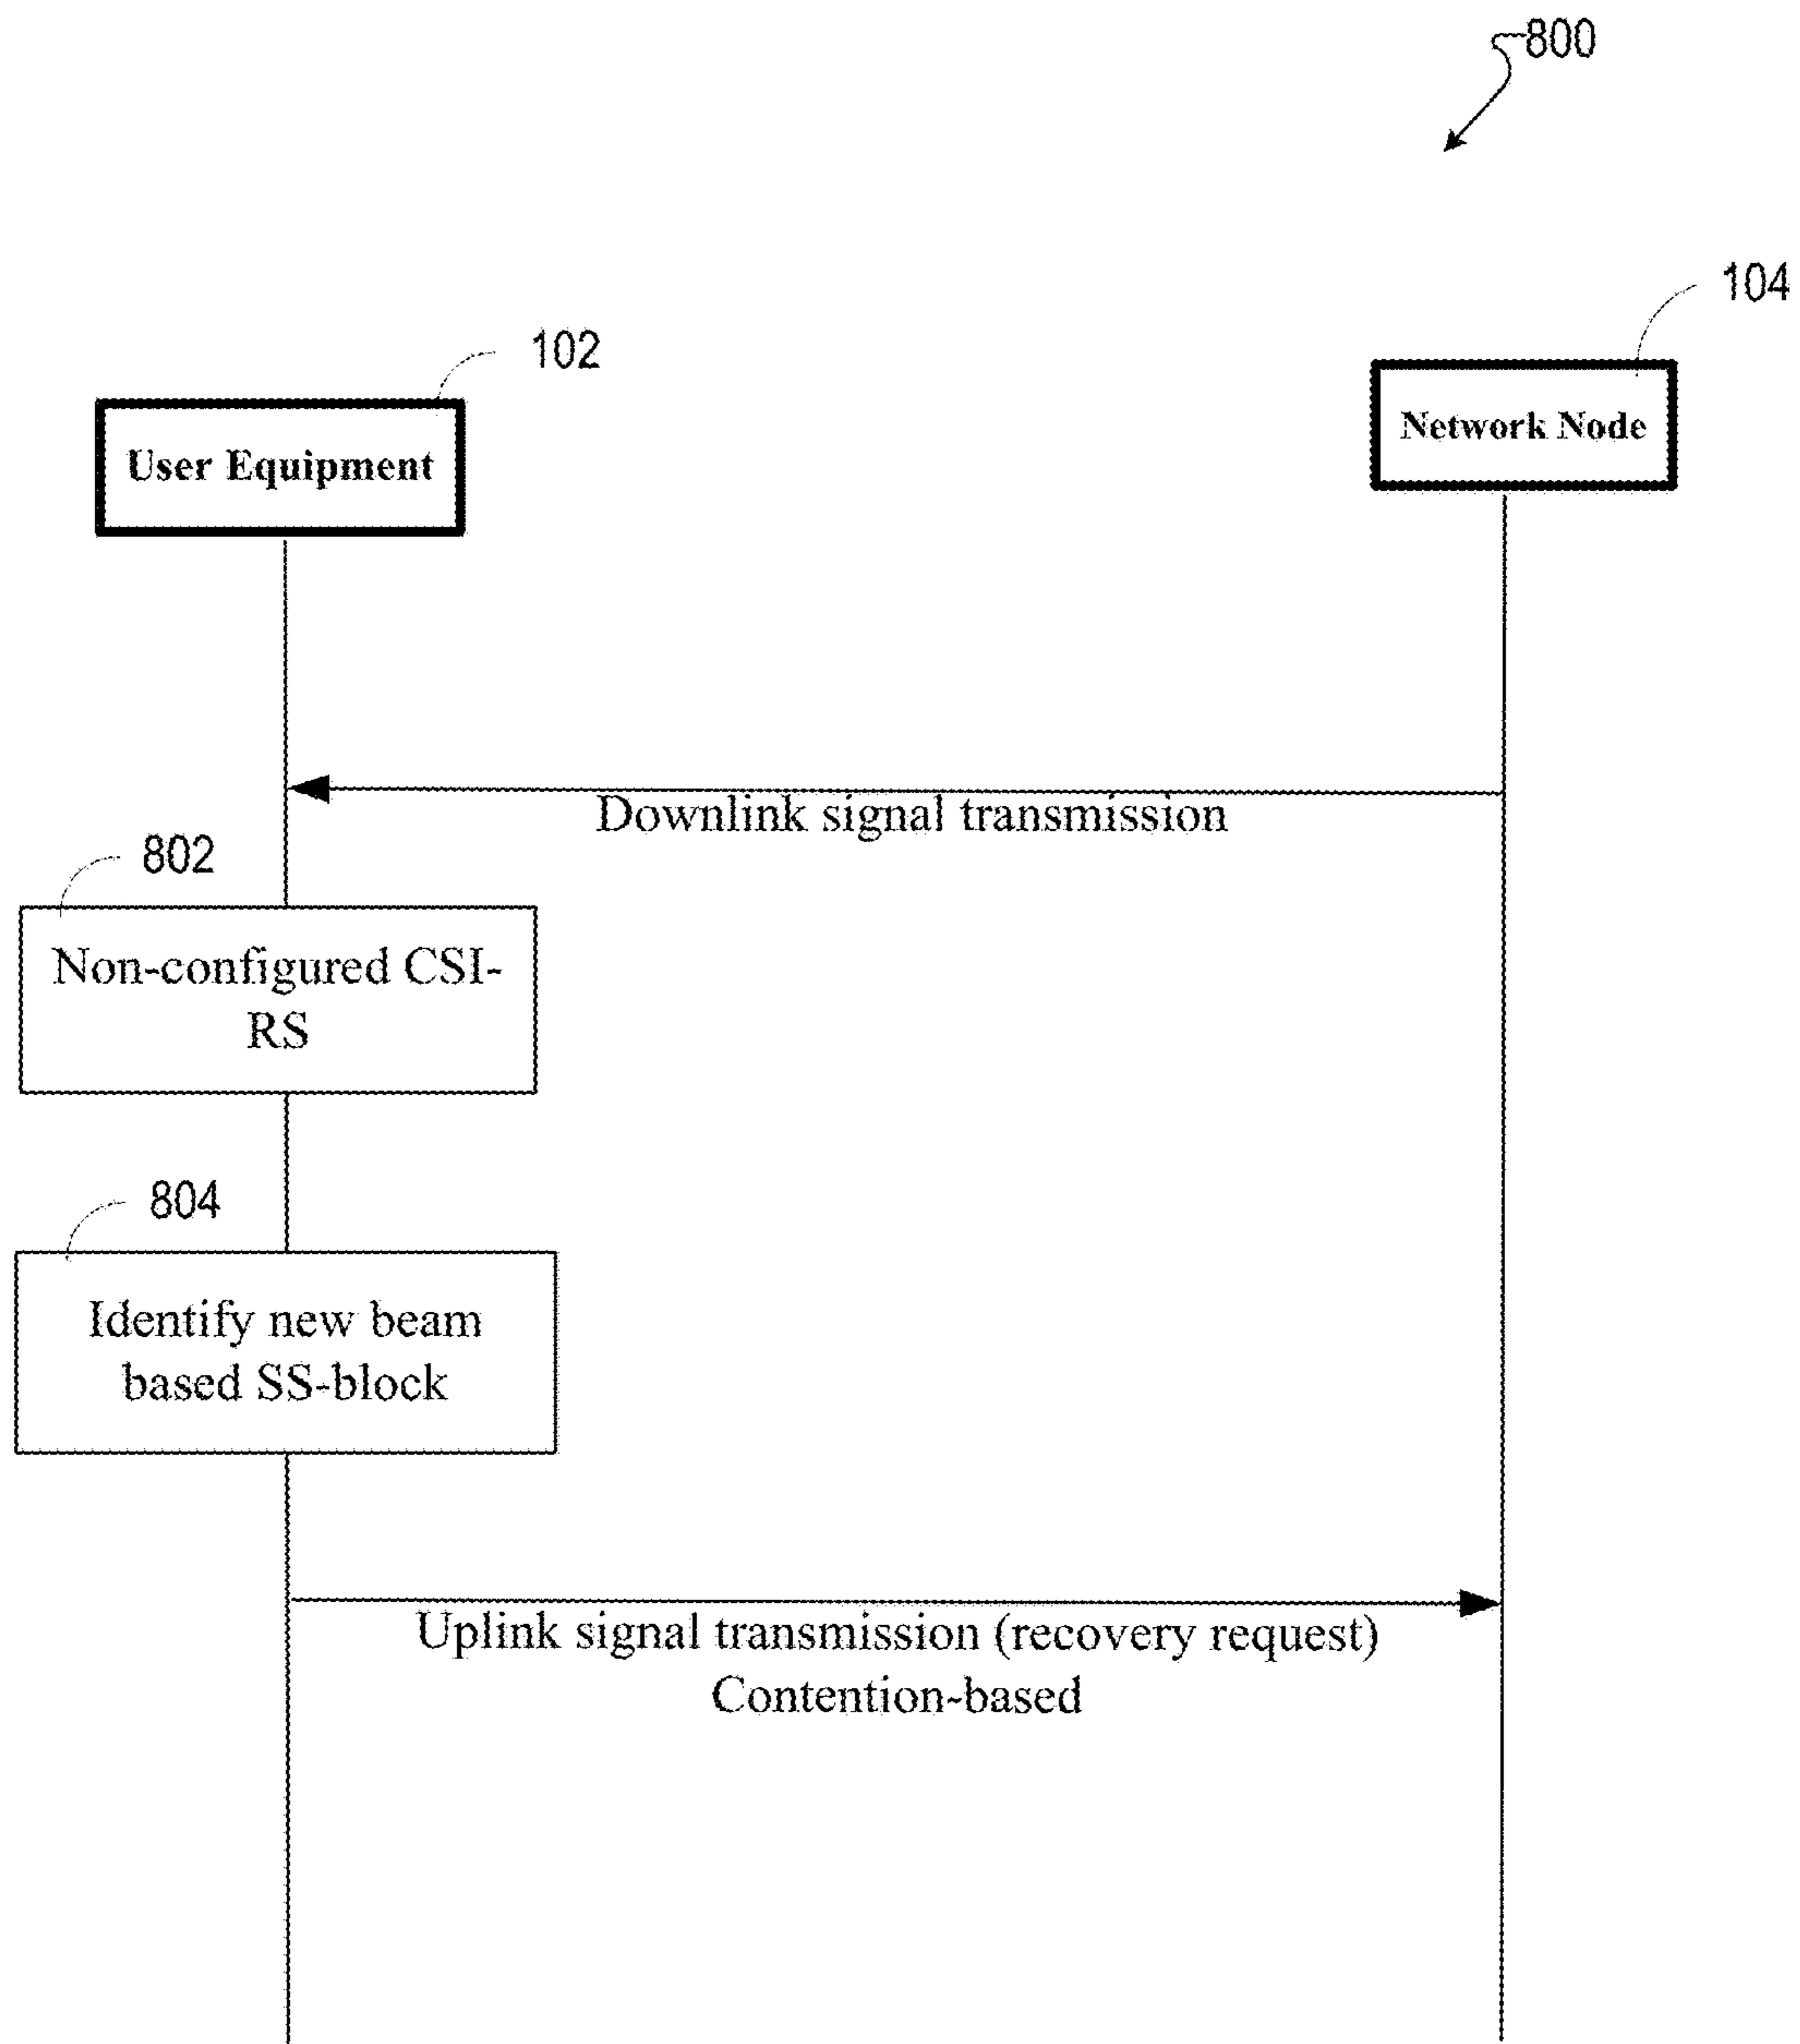 800
104
102
Network Node
User Equipment
Downlink signal transmission
802
Non-configured CSI-
RS
804
Identify new beam
based SS-block
Uplink signal transmission (recovery request)
Contention-based